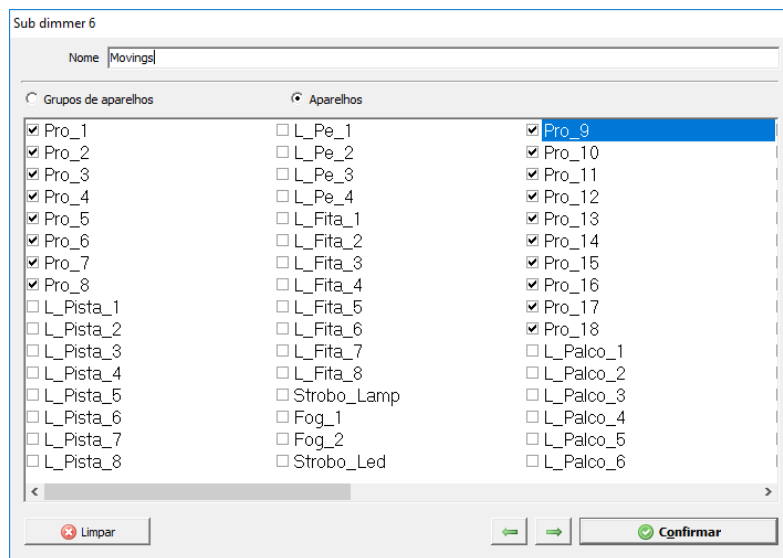 Sub dimmer 6
Nome Movings
Grupos de aparelhos
Aparelhos
Pro_1
Pro_2
Pro_3
Pro_4
Pro_5
Pro_6
Pro_7
Pro_8
L_Pista_1
L_Pista_2
L_Pista_3
L_Pista_4
L_Pista_5
L_Pista_6
L_Pista_7
L_Pista_8
L_Pe_1
L_Pe_2
L_Pe_3
L_Pe_4
L_Fita_1
L_Fita_2
L_Fita_3
L_Fita_4
L_Fita_5
L_Fita_6
L_Fita_7
L_Fita_8
Strobo_Lamp
Fog_1
Fog_2
Strobo_Led
Pro_9
Pro_10
Pro_11
Pro_12
Pro_13
Pro_14
Pro_15
Pro_16
Pro_17
Pro_18
L_Palco_1
L_Palco_2
L_Palco_3
L_Palco_4
L_Palco_5
L_Palco_6
Limpar
Confirmar